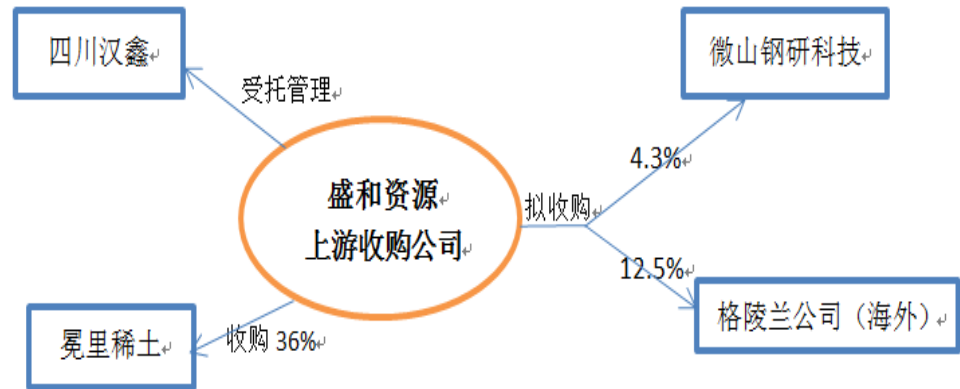 四川汉鑫
微山钢研科技
受托管理
4.3%
盛和资源
上游收购公司
拟收购
12.5%
格陵兰公司（海外）
冕里稀土
收购 36%